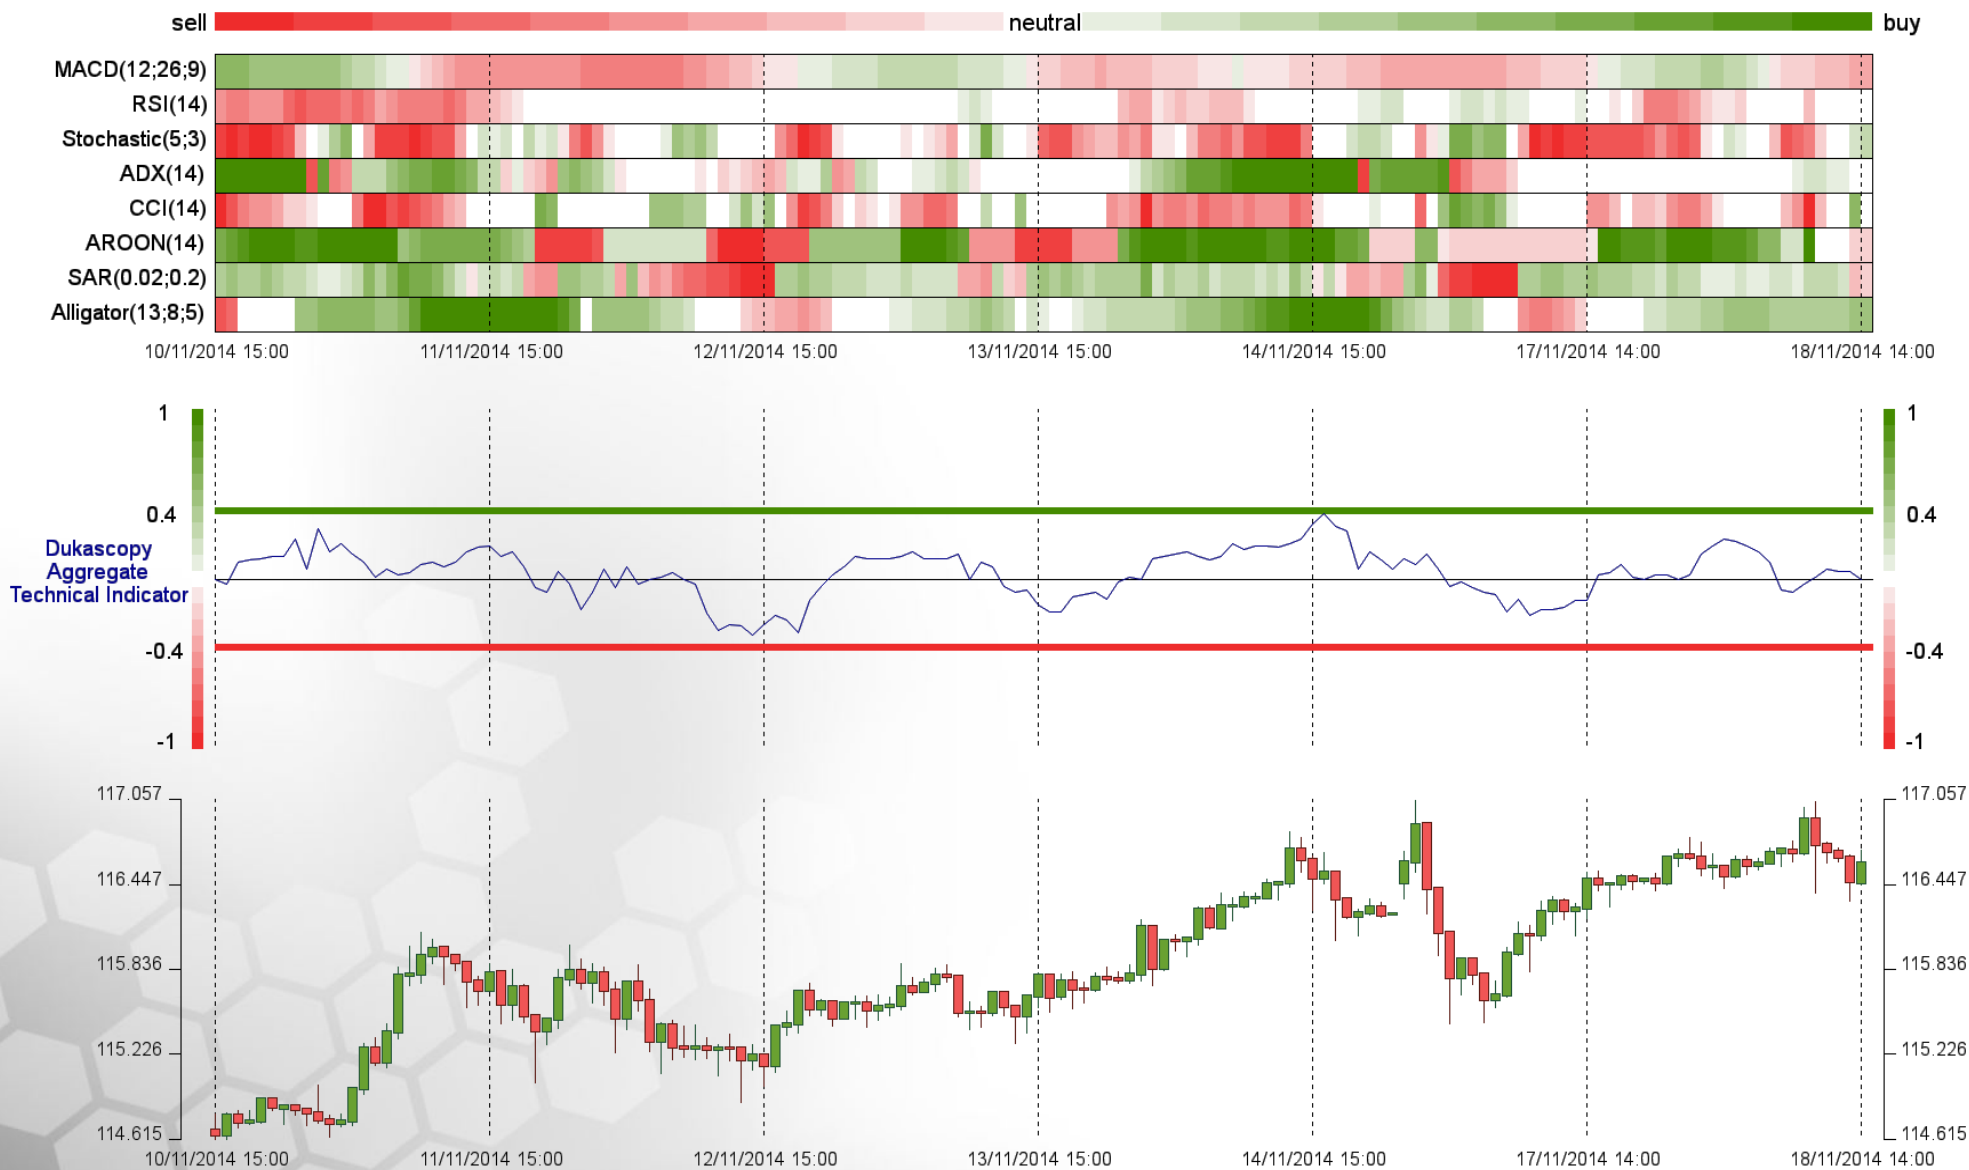 sell neutral buy
MACD(12;26;9)
RSI(14)
Stochastic(5;3)
ADX(14)
CCI(14)
AROON(14)
SAR(0.02;0.2)
Alligator(13;8;5)
10/11/2014 15:00 11/11/2014 15:00 12/11/2014 15:00 13/11/2014 15:00 14/11/2014 15:00 17/11/2014 14:00 18/11/2014 14:00
1 1
0.4 0.4
Dukascopy
Aggregate
Technical Indicator
-0.4 -0.4
-1 -1
117.057 117.057
116.447 116.447
115.836 115.836
115.226 115.226
114.615 114.615
10/11/2014 15:00 11/11/2014 15:00 12/11/2014 15:00 13/11/2014 15:00 14/11/2014 15:00 17/11/2014 14:00 18/11/2014 14:00